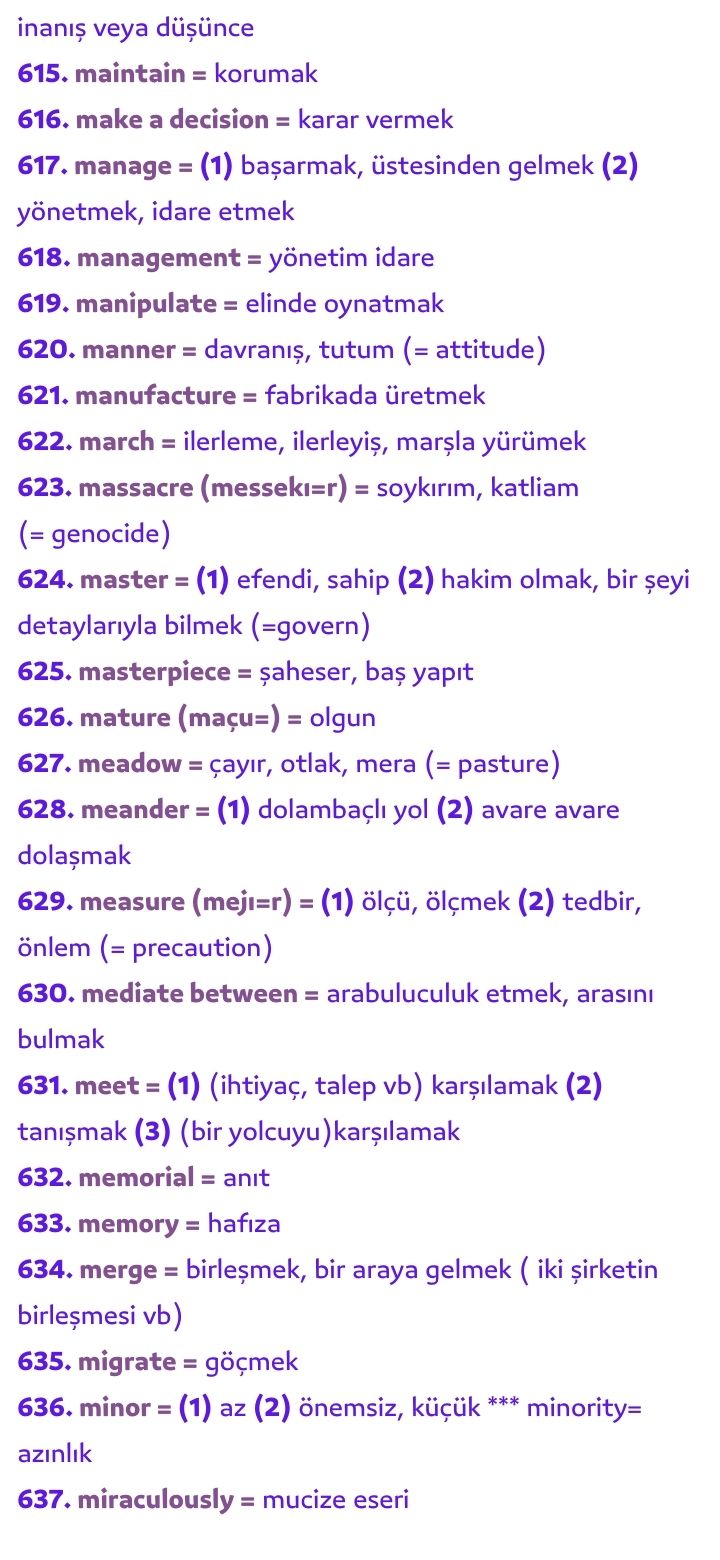 inanış veya düşünce
615. maintain = korumak
616. make a decision = karar vermek
617. manage = (1) başarmak, üstesinden gelmek (2)
yönetmek, idare etmek
618. management = yönetim idare
619. manipulate = elinde oynatmak
620. manner = davranış, tutum (= attitude)
621. manufacture = fabrikada üretmek
622. march = ilerleme, ilerleyiş, marşla yürümek
623. massacre (messekı=r) = soykırım, katliam
(= genocide)
624. master = (1) efendi, sahip (2) hakim olmak, bir şeyi
detaylarıyla bilmek (=govern)
625. masterpiece = şaheser, baş yapıt
626. mature (maçu=) = olgun
627. meadow = çayır, otlak, mera (= pasture)
628. meander = (1) dolambaçlı yol (2) avare avare
dolaşmak
629. measure (mejı=r) = (1) ölçü, ölçmek (2) tedbir,
önlem (= precaution)
630. mediate between = arabuluculuk etmek, arasını
bulmak
631. meet = (1) (ihtiyaç, talep vb) karşılamak (2)
tanışmak (3) (bir yolcuyu)karşılamak
632. memorial = anıt
633. memory = hafıza
634. merge = birleşmek, bir araya gelmek ( iki şirketin
birleşmesi vb)
635. migrate = göçmek
636. minor = (1) az (2) önemsiz, küçük *** minority=
azınlık
637. miraculously = mucize eseri